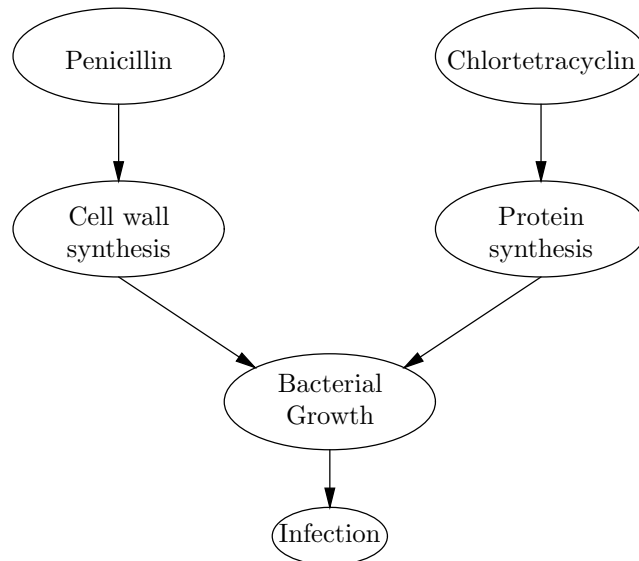 Penicillin
Chlortetracyclin
Cell wall
synthesis
Protein
synthesis
Bacterial
Growth
Infection